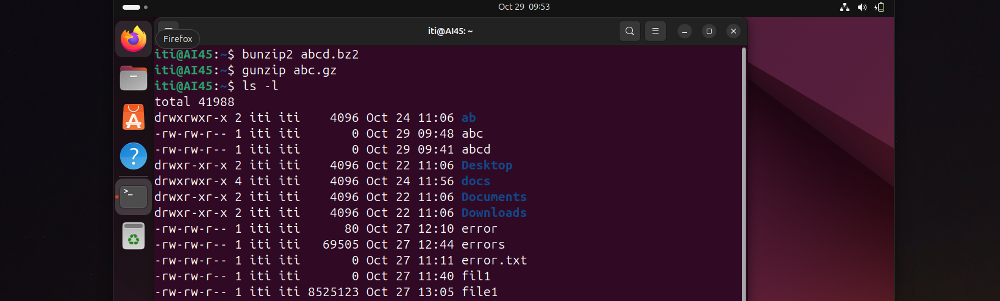 Oct 29 09:53
iti@AI45: ~
Firefox
iti@AI45:~$ bunzip2 abcd.bz2
iti@AI45:~$ gunzip abc.gz
iti@AI45:~$ ls -l
total 41988
drwxrwxr-x 2 iti iti    4096 Oct 24 11:06 ab
-rw-rw-r-- 1 iti iti       0 Oct 29 09:48 abc
-rw-rw-r-- 1 iti iti       0 Oct 29 09:41 abcd
drwxr-xr-x 2 iti iti    4096 Oct 22 11:06 Desktop
drwxrwxr-x 4 iti iti    4096 Oct 24 11:56 docs
drwxr-xr-x 2 iti iti    4096 Oct 22 11:06 Documents
drwxr-xr-x 2 iti iti    4096 Oct 22 11:06 Downloads
-rw-rw-r-- 1 iti iti      80 Oct 27 12:10 error
-rw-rw-r-- 1 iti iti   69505 Oct 27 12:44 errors
-rw-rw-r-- 1 iti iti       0 Oct 27 11:11 error.txt
-rw-rw-r-- 1 iti iti       0 Oct 27 11:40 fil1
-rw-rw-r-- 1 iti iti 8525123 Oct 27 13:05 file1